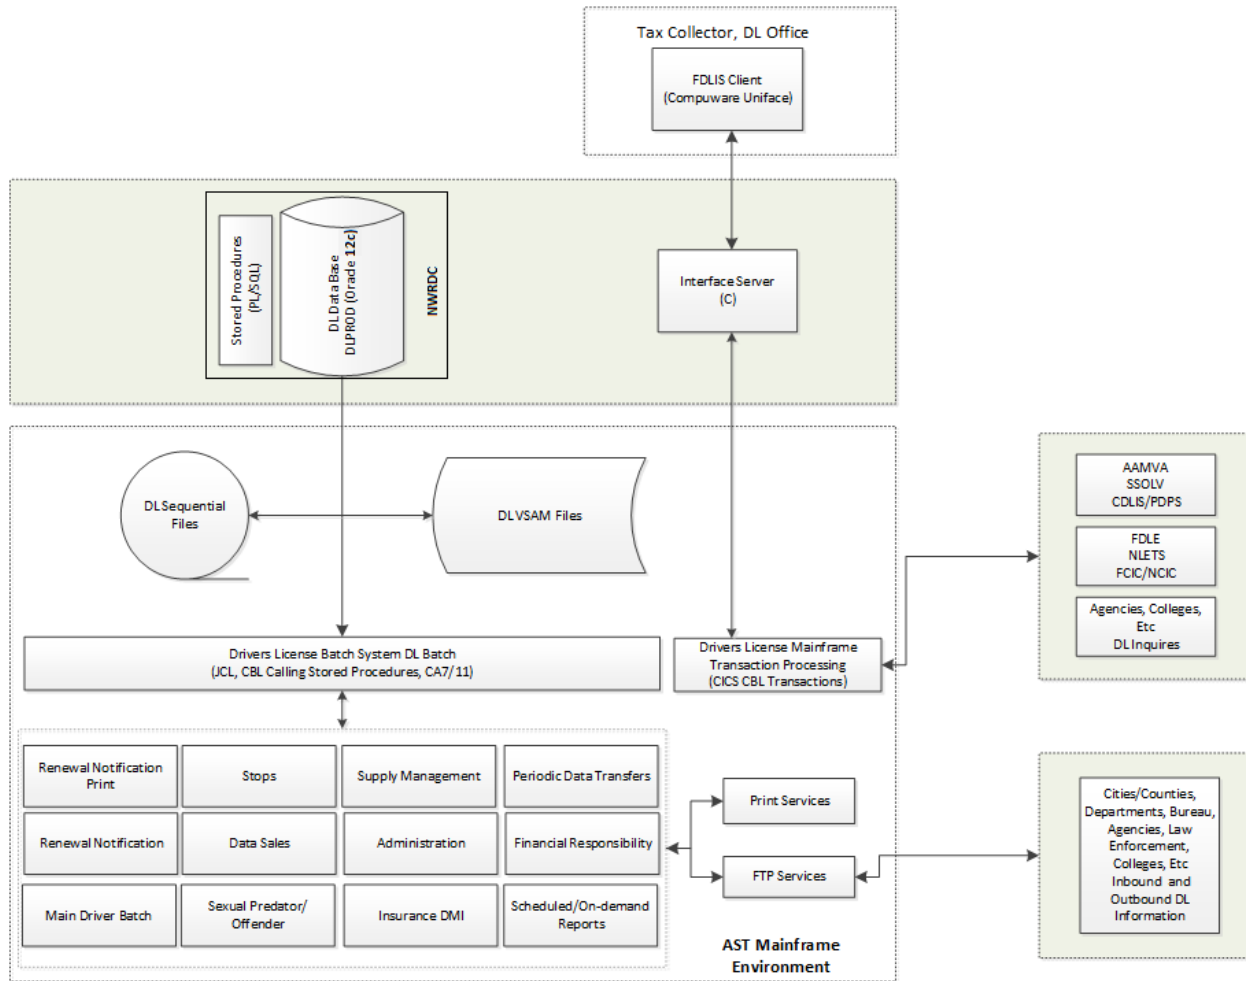 Tax Collector, DL Office
FDLIS Client
(Compuware Uniface)
Stored Procedures
(PL/SQL)
DL Data Base
DLPROD (Orade 12c)
NWRDC
Interface Server
(C)
DL Sequential
Files
DL VSAM Files
AAMVA
SSOLV
CDLIS/PDPS
FDLE
NLETS
FCIC/NCIC
Agencies, Colleges,
Etc
DL Inquires
Drivers License Batch System DL Batch
(JCL, CBL Calling Stored Procedures, CA7/11)
Drivers License Mainframe
Transaction Processing
(CICS CBL Transactions)
Renewal Notification
Print
Stops
Supply Management
Periodic Data Transfers
Renewal Notification
Data Sales
Administration
Financial Responsibility
Main Driver Batch
Sexual Predator/
Offender
Insurance DMI
Scheduled/On-demand
Reports
Print Services
FTP Services
AST Mainframe
Environment
Cities/Counties,
Departments, Bureau,
Agencies, Law
Enforcement,
Colleges, Etc
Inbound and
Outbound DL
Information